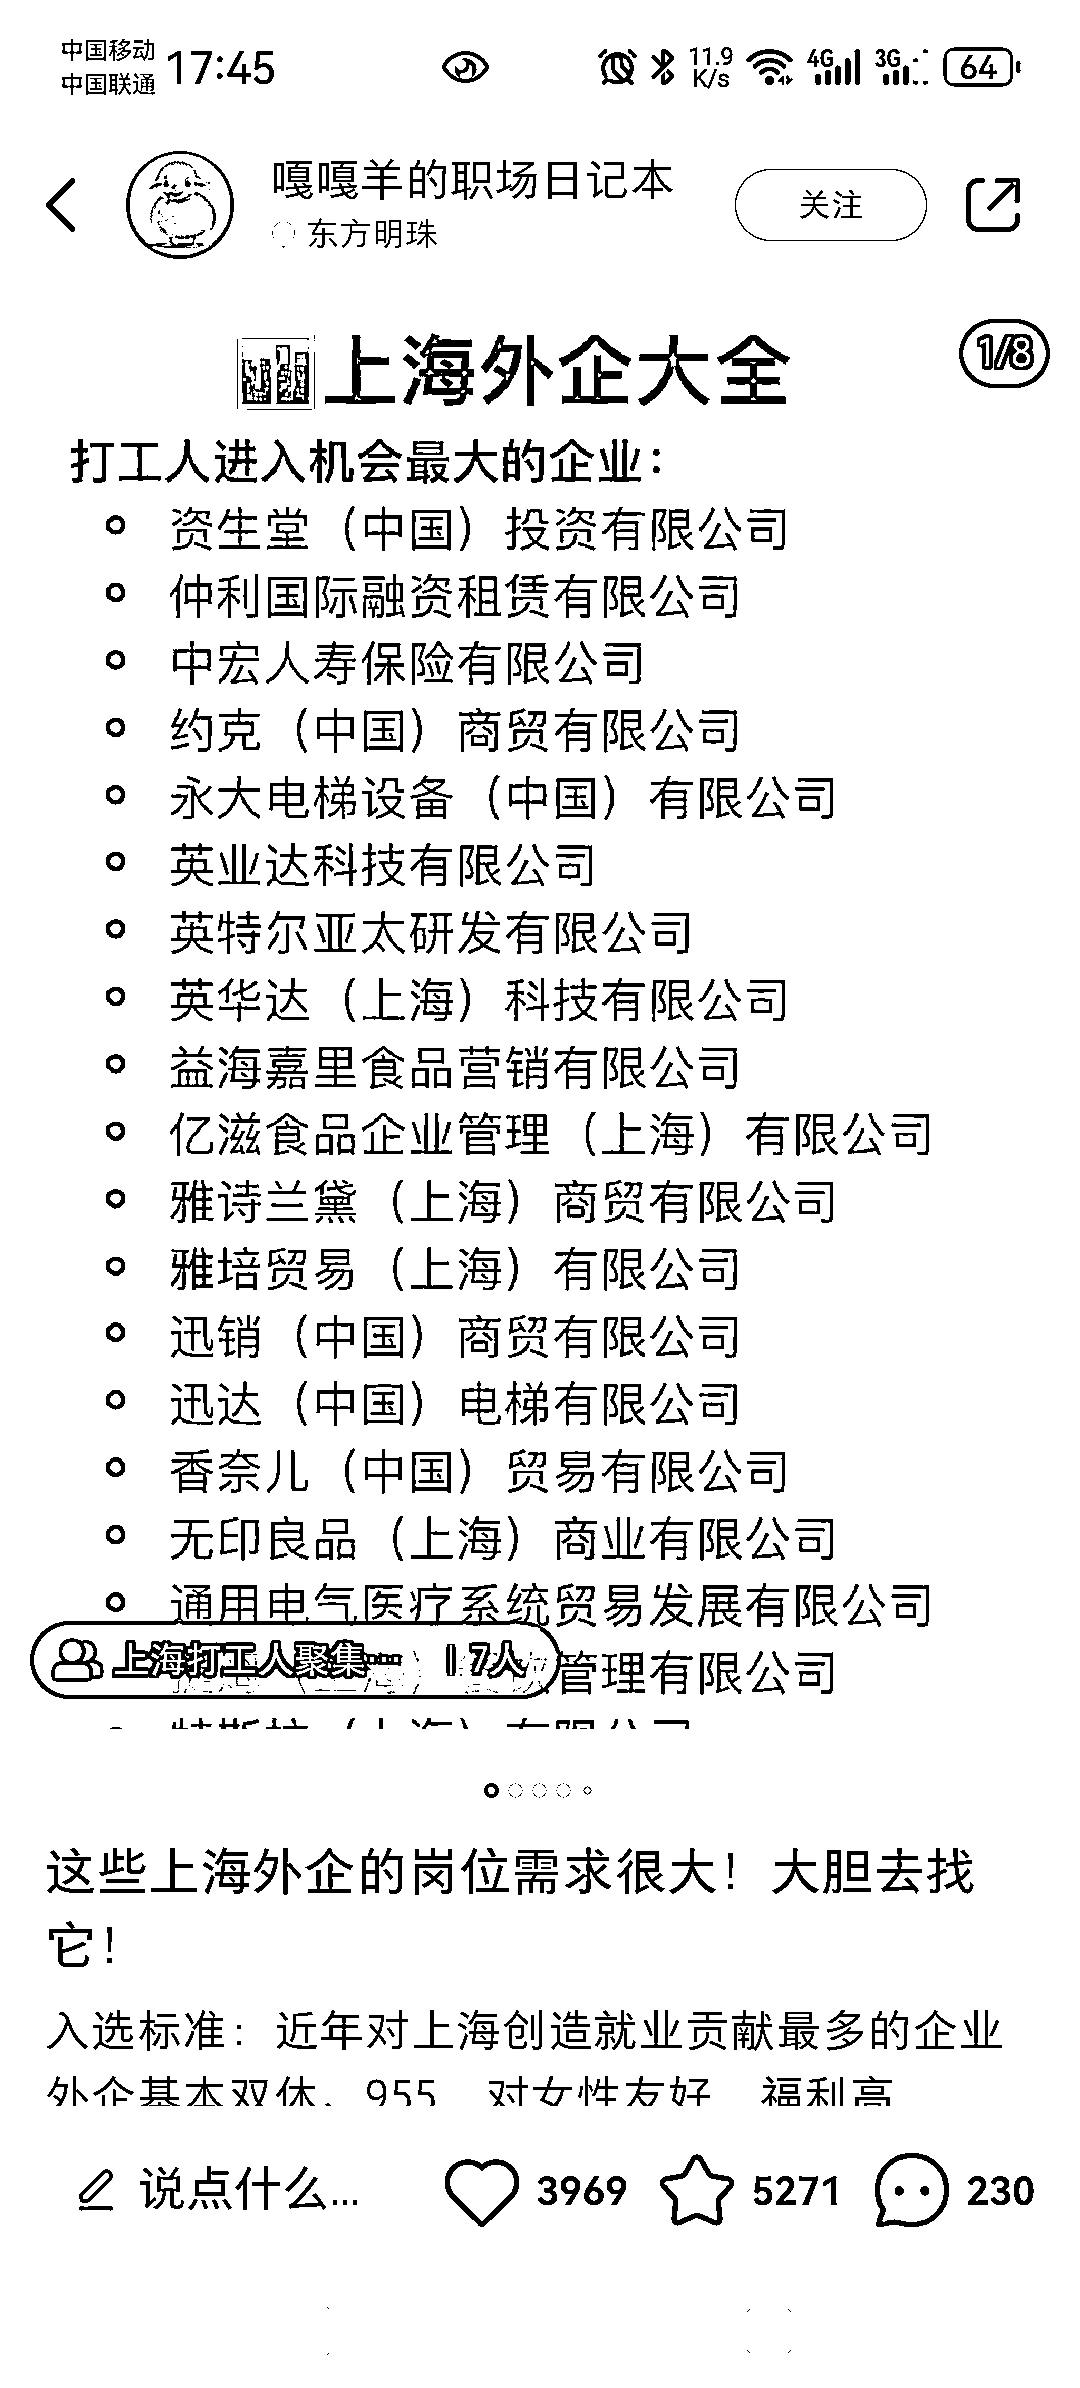 中国移动
中国联通
17:45
11.9
K/s
4G
3G
64
嘎嘎羊的职场日记本
东方明珠
关注
上海外企大全
1/8
打工人进入机会最大的企业：
资生堂（中国）投资有限公司
仲利国际融资租赁有限公司
中宏人寿保险有限公司
约克（中国）商贸有限公司
永大电梯设备（中国）有限公司
英业达科技有限公司
英特尔亚太研发有限公司
英华达（上海）科技有限公司
益海嘉里食品营销有限公司
亿滋食品企业管理（上海）有限公司
雅诗兰黛（上海）商贸有限公司
雅培贸易（上海）有限公司
迅销（中国）商贸有限公司
迅达（中国）电梯有限公司
香奈儿（中国）贸易有限公司
无印良品（上海）商业有限公司
通用电气医疗系统贸易发展有限公司
上海打工人聚集 7人
管理有限公司
特斯拉（上海）有限公司
这些上海外企的岗位需求很大！大胆去找
它！
入选标准：近年对上海创造就业贡献最多的企业
外企基本双休，955 对女性友好 福利高
说点什么...
3969
5271
230